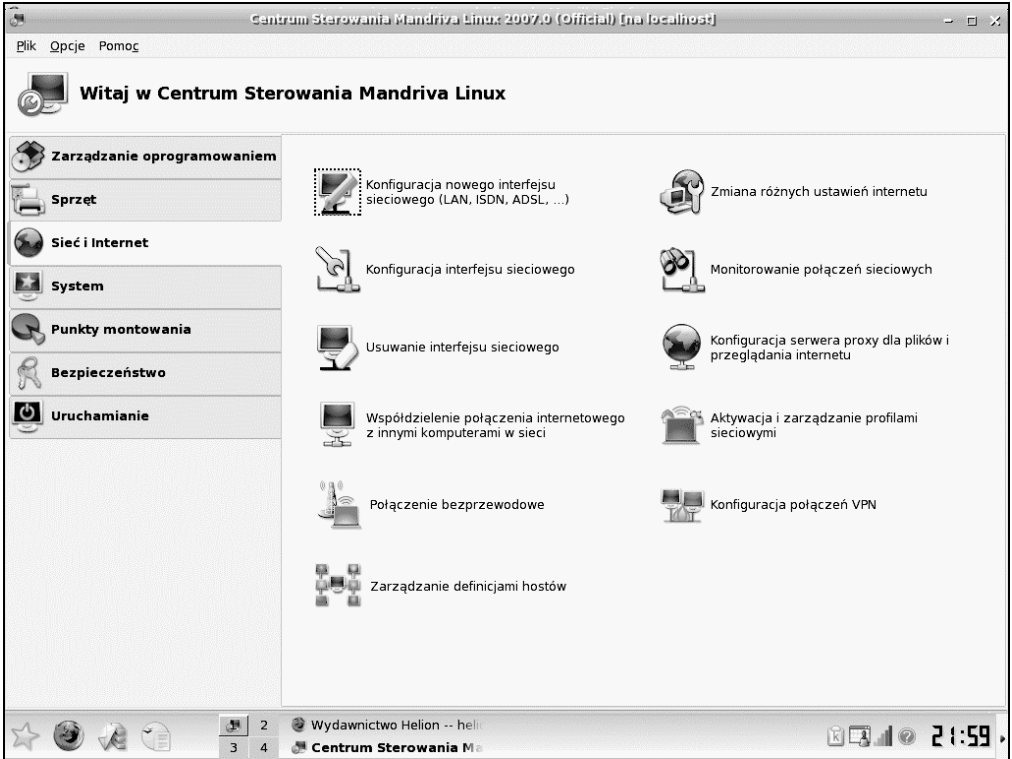 Centrum Sterowania Mandriva Linux 2007.0 (Official) [na localhost]
Plik Opcje Pomoc
Witaj w Centrum Sterowania Mandriva Linux
Zarządzanie oprogramowaniem
Sprzęt
Sieć i Internet
System
Punkty montowania
Bezpieczeństwo
Uruchamianie
Konfiguracja nowego interfejsu
sieciowego (LAN, ISDN, ADSL, ...)
Zmiana różnych ustawień internetu
Konfiguracja interfejsu sieciowego
Monitorowanie połączeń sieciowych
Usuwanie interfejsu sieciowego
Konfiguracja serwera proxy dla plików i
przeglądania internetu
Współdzielenie połączenia internetowego
z innymi komputerami w sieci
Aktywacja i zarządzanie profilami
sieciowymi
Połączenie bezprzewodowe
Konfiguracja połączeń VPN
Zarządzanie definicjami hostów
2
3 4
Wydawnictwo Helion -- heli
Centrum Sterowania Ma
21:59